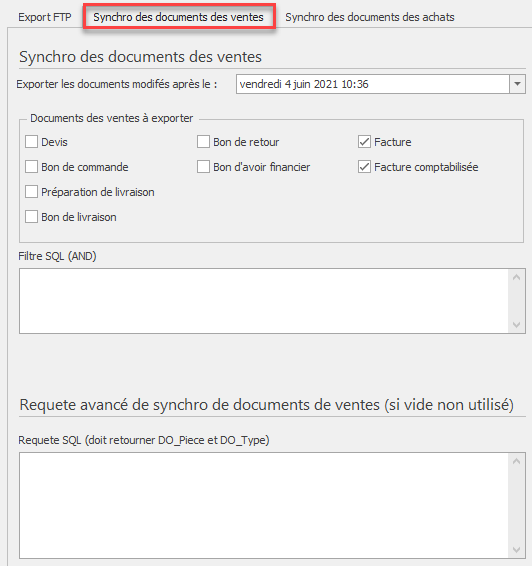 Export FTP Synchro des documents des ventes Synchro des documents des achats
Synchro des documents des ventes
Exporter les documents modifiés après le : vendredi 4 juin 2021 10:36
Documents des ventes à exporter
Devis Bon de retour Facture
Bon de commande Bon d'avoir financier Facture comptabilisée
Préparation de livraison
Bon de livraison
Filtre SQL (AND)
Requete avancé de synchro de documents de ventes (si vide non utilisé)
Requete SQL (doit retourner DO_Piece et DO_Type)